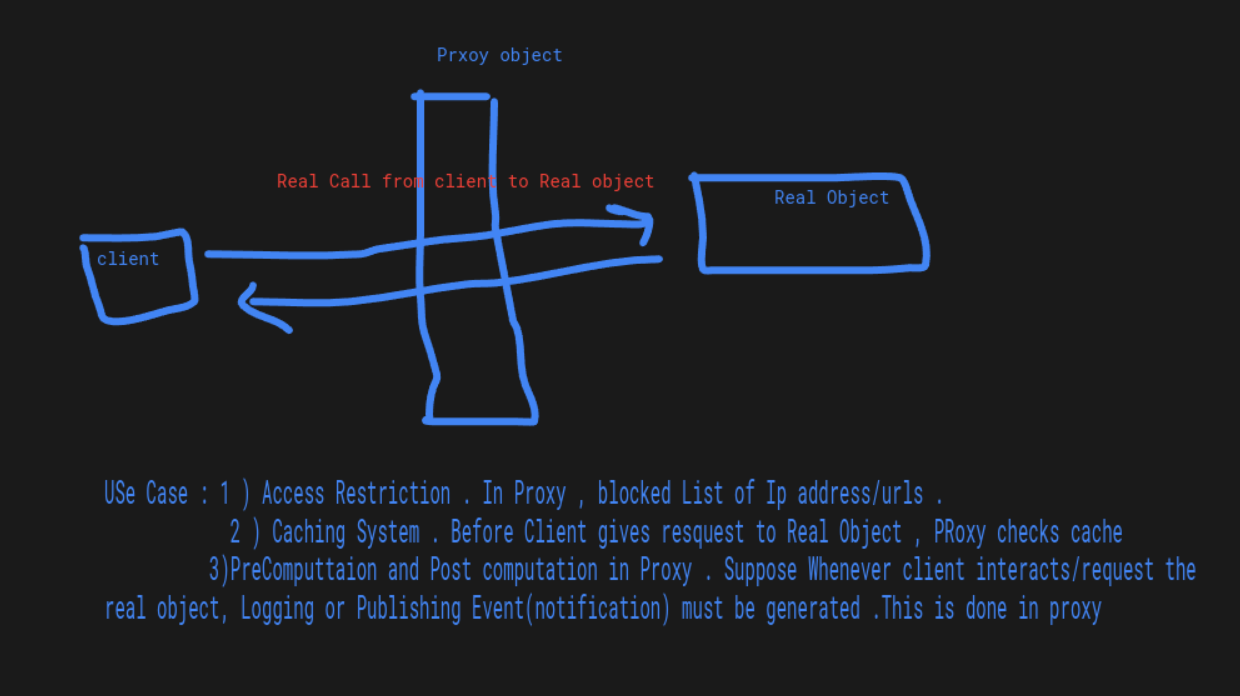 Prxoy object
Real Call from client to Real object
Real Object
client
USe Case : 1 ) Access Restriction . In Proxy , blocked List of Ip address/urls .
2 ) Caching System . Before Client gives resquest to Real Object , PRoxy checks cache
3)PreComputtaion and Post computation in Proxy . Suppose Whenever client interacts/request the
real object, Logging or Publishing Event(notification) must be generated .This is done in proxy